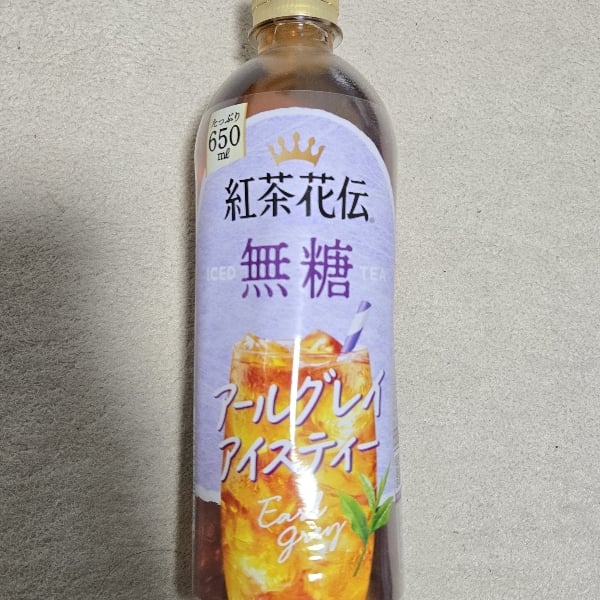 たっぷり
650
ml
紅茶花伝®
ICED 無糖 TEA
アールグレイ
アイスティー
Earl
Grey